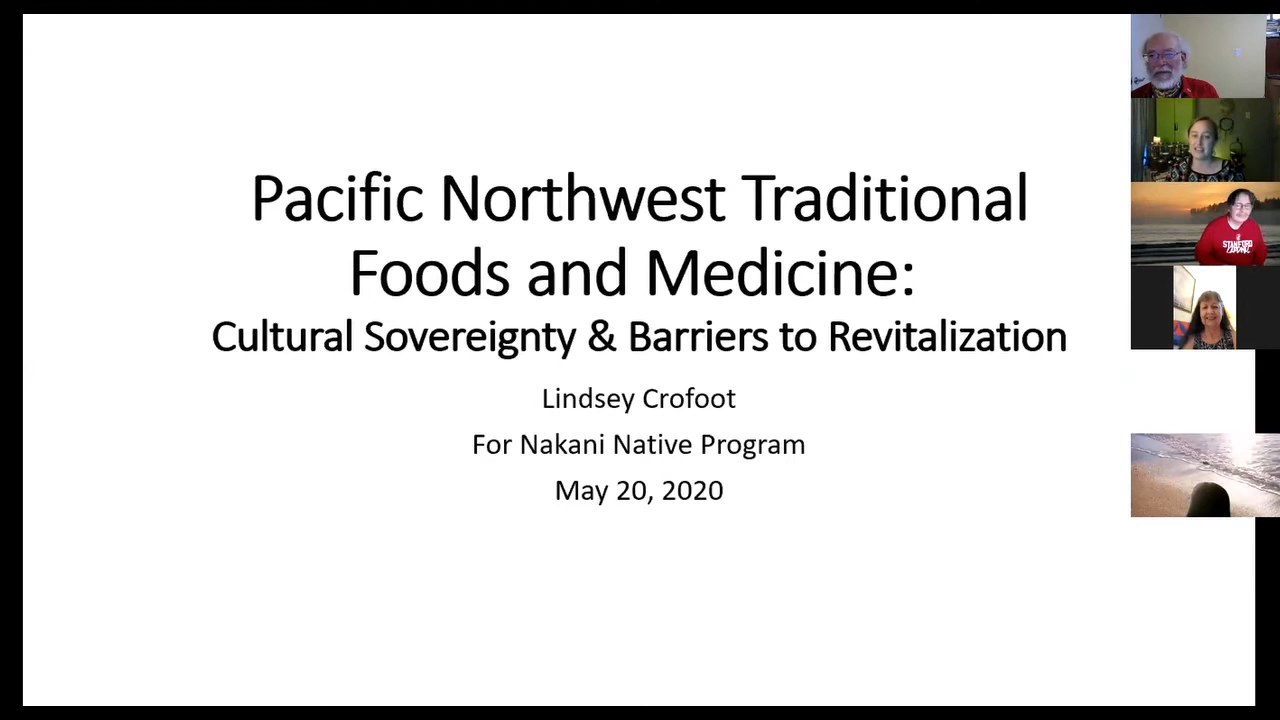 Pacific Northwest Traditional
Foods and Medicine:
Cultural Sovereignty & Barriers to Revitalization
Lindsey Crofoot
For Nakani Native Program
May 20, 2020
STANFORD